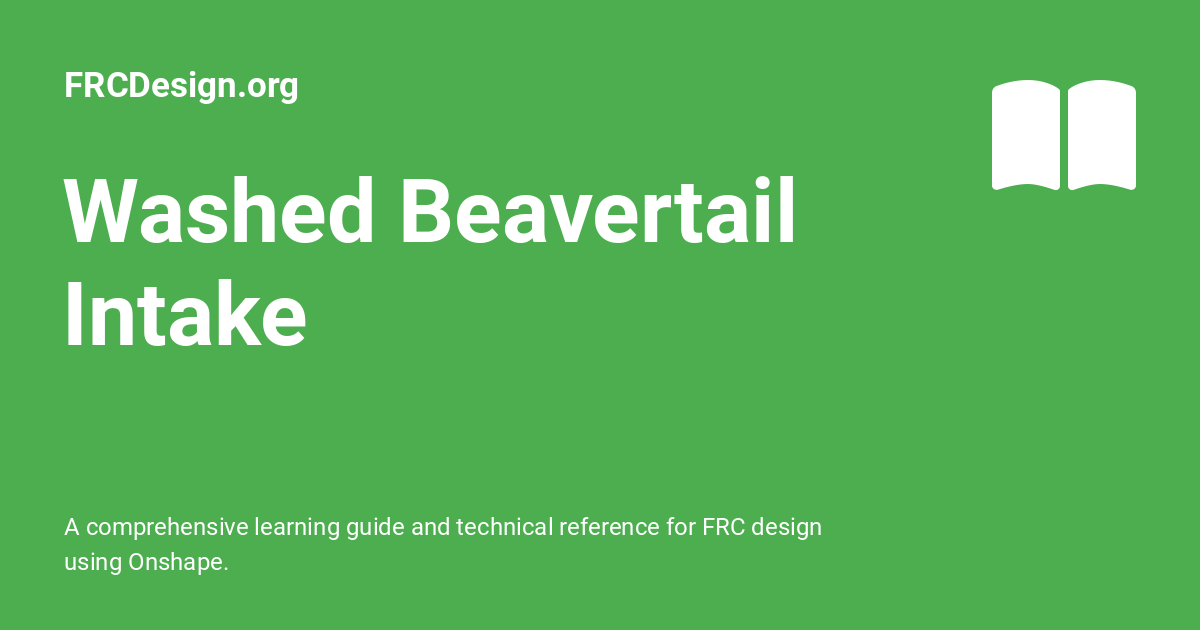 FRCDesign.org
Washed Beavertail
Intake
A comprehensive learning guide and technical reference for FRC design
using Onshape.